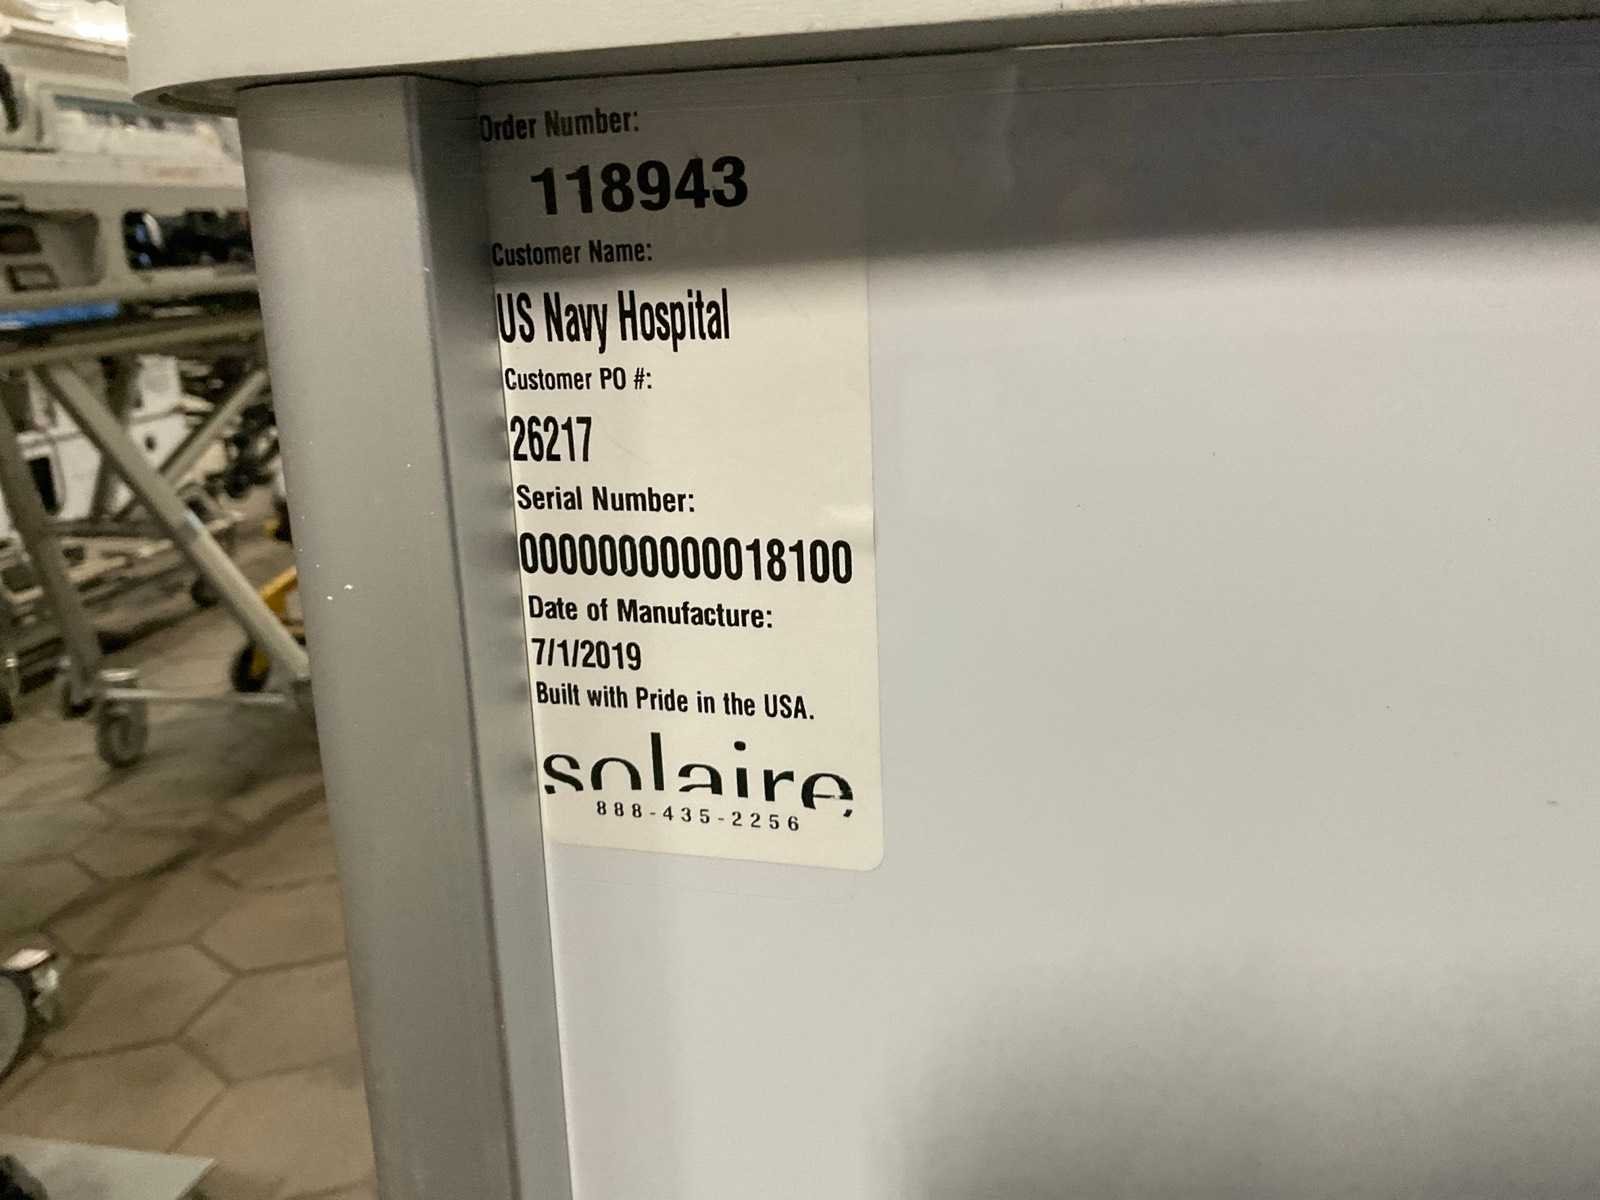 Order Number:
118943
Customer Name:
US Navy Hospital
Customer PO #:
26217
Serial Number:
0000000000018100
Date of Manufacture:
7/1/2019
Built with Pride in the USA.
solaire
888-435-2256